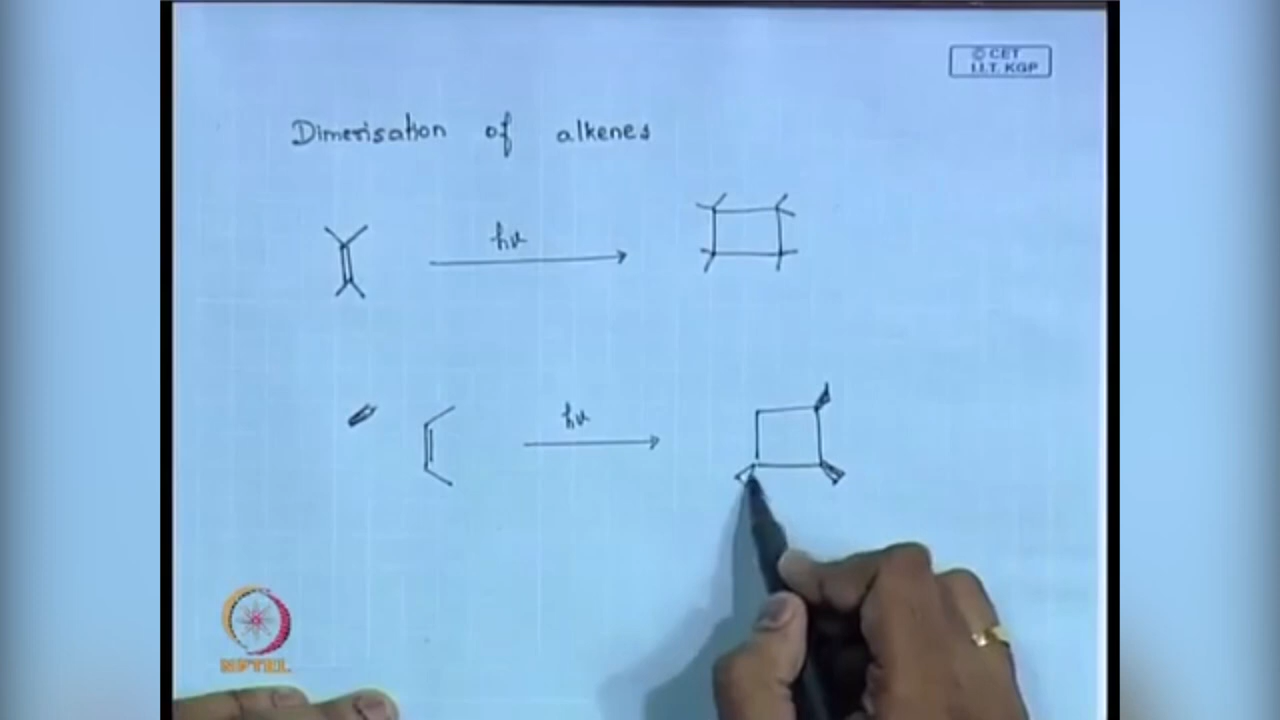 © CET
I.I.T. KGP
Dimerisation of alkenes
hν
hν
NPTEL